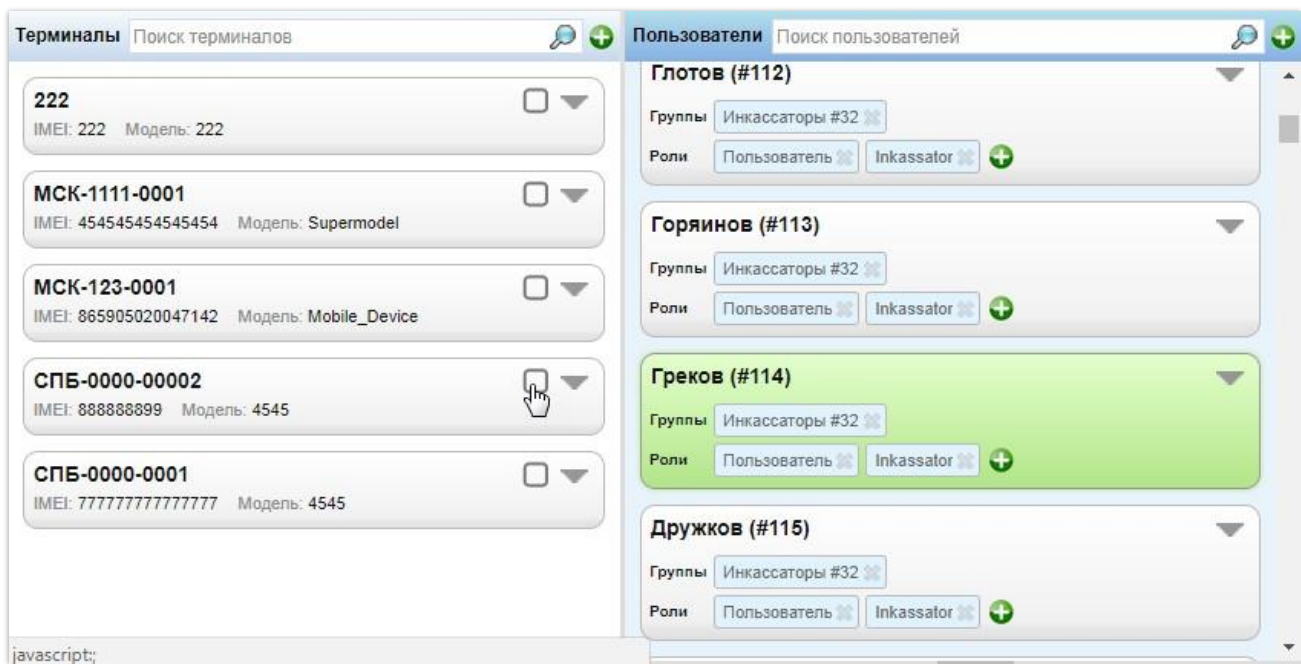 Терминалы Поиск терминалов
222
IMEI: 222 Модель: 222
МСК-1111-0001
IMEI: 454545454545454 Модель: Supermodel
МСК-123-0001
IMEI: 865905020047142 Модель: Mobile_Device
СПБ-0000-00002
IMEI: 888888899 Модель: 4545
СПБ-0000-0001
IMEI: 777777777777777 Модель: 4545
javascript:;
Пользователи Поиск пользователей
Глотов (#112)
Группы Инкассаторы #32
Роли Пользователь Inkassator
Горяинов (#113)
Группы Инкассаторы #32
Роли Пользователь Inkassator
Греков (#114)
Группы Инкассаторы #32
Роли Пользователь Inkassator
Дружков (#115)
Группы Инкассаторы #32
Роли Пользователь Inkassator